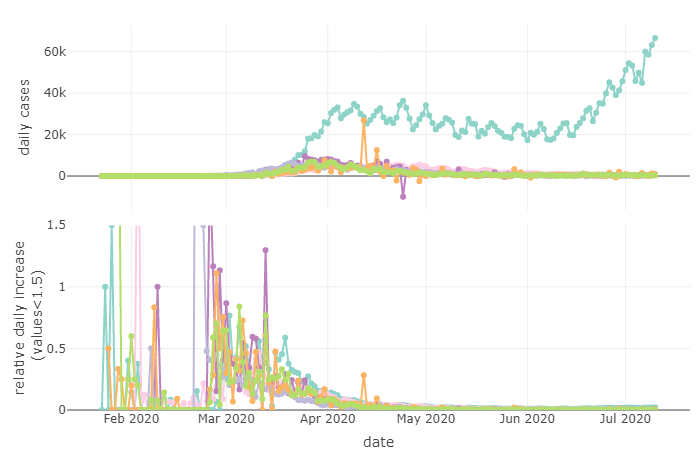 60k
40k
20k
0
daily cases
1.5
1
0.5
0
relative daily increase
(values<1.5)
Feb 2020
Mar 2020
Apr 2020
May 2020
Jun 2020
Jul 2020
date